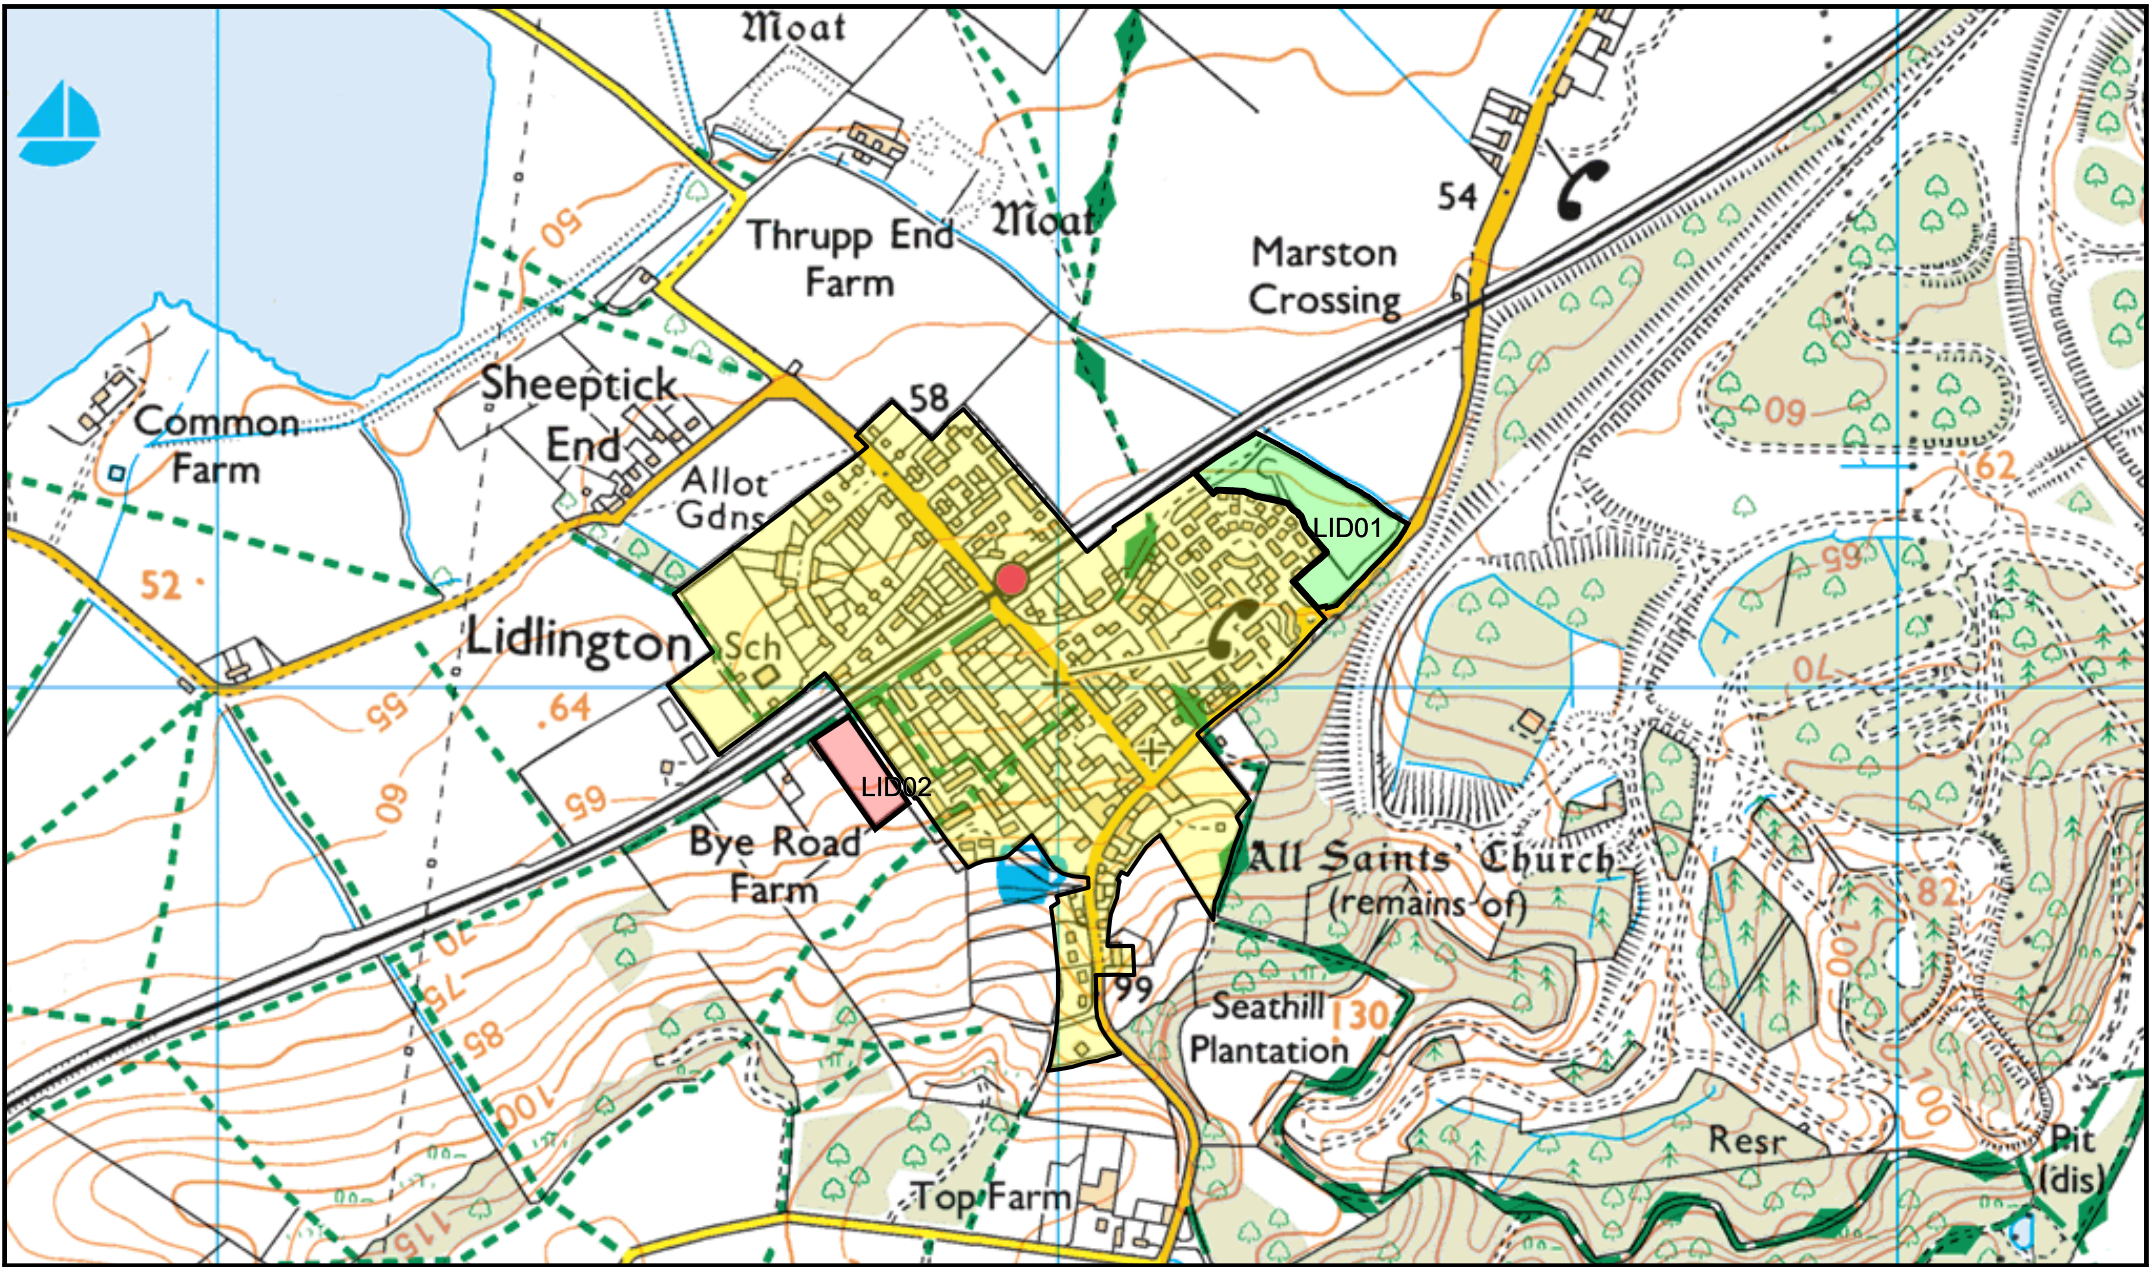 Moat
50
Thrupp End
Farm
Moat
54
Marston
Crossing
Sheeptick
End
58
60
Common
Farm
Allot
Gdns
62
LID01
65
52
Lidlington
Sch
70
55
64
LID02
60
65
Bye Road
Farm
All Saints' Church
(remains of)
82
70
75
99
Seathill
Plantation
130
100
85
100
100
Resr
Pit
(dis)
Top Farm
115